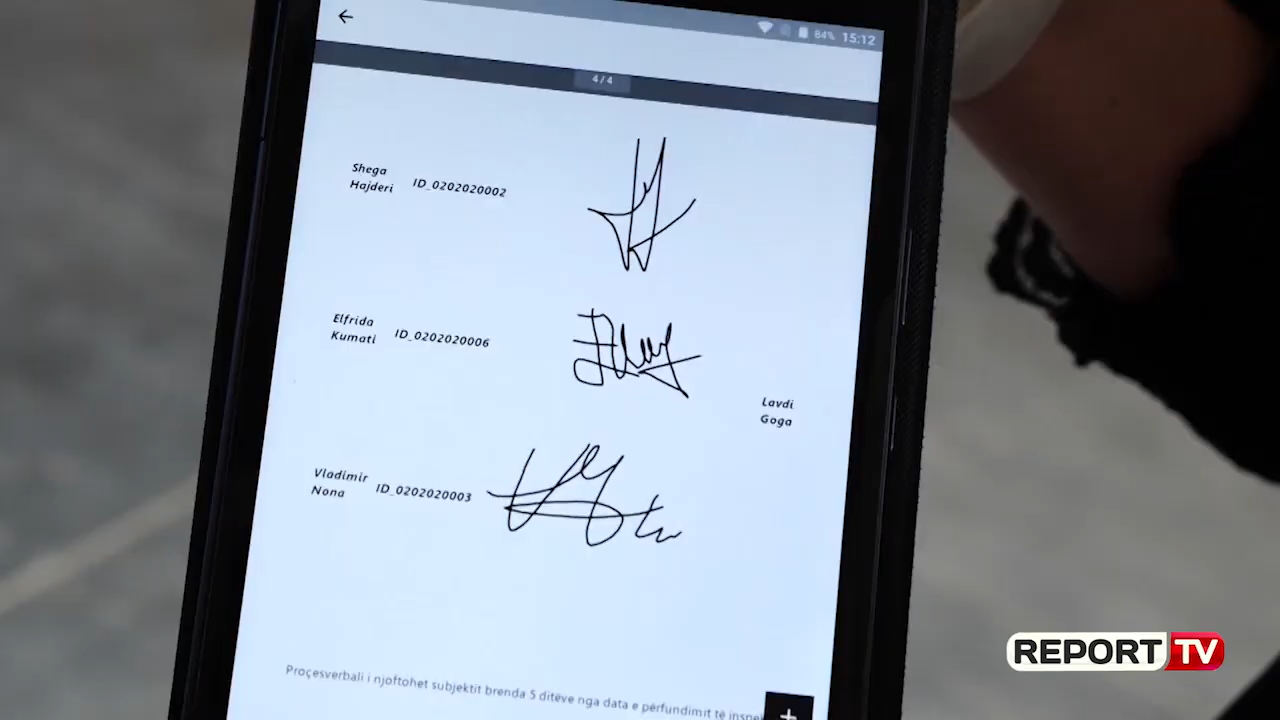 84% 15:12
4/4
Shega
Hajderi
ID_0202020002
Elfrida
Kumati
ID_0202020006
Lavdi
Goga
Vladimir
Nona
ID_0202020003
Proçesverbali i njoftohet subjektit brenda 5 ditëve nga data e përfundimit të
REPORT TV